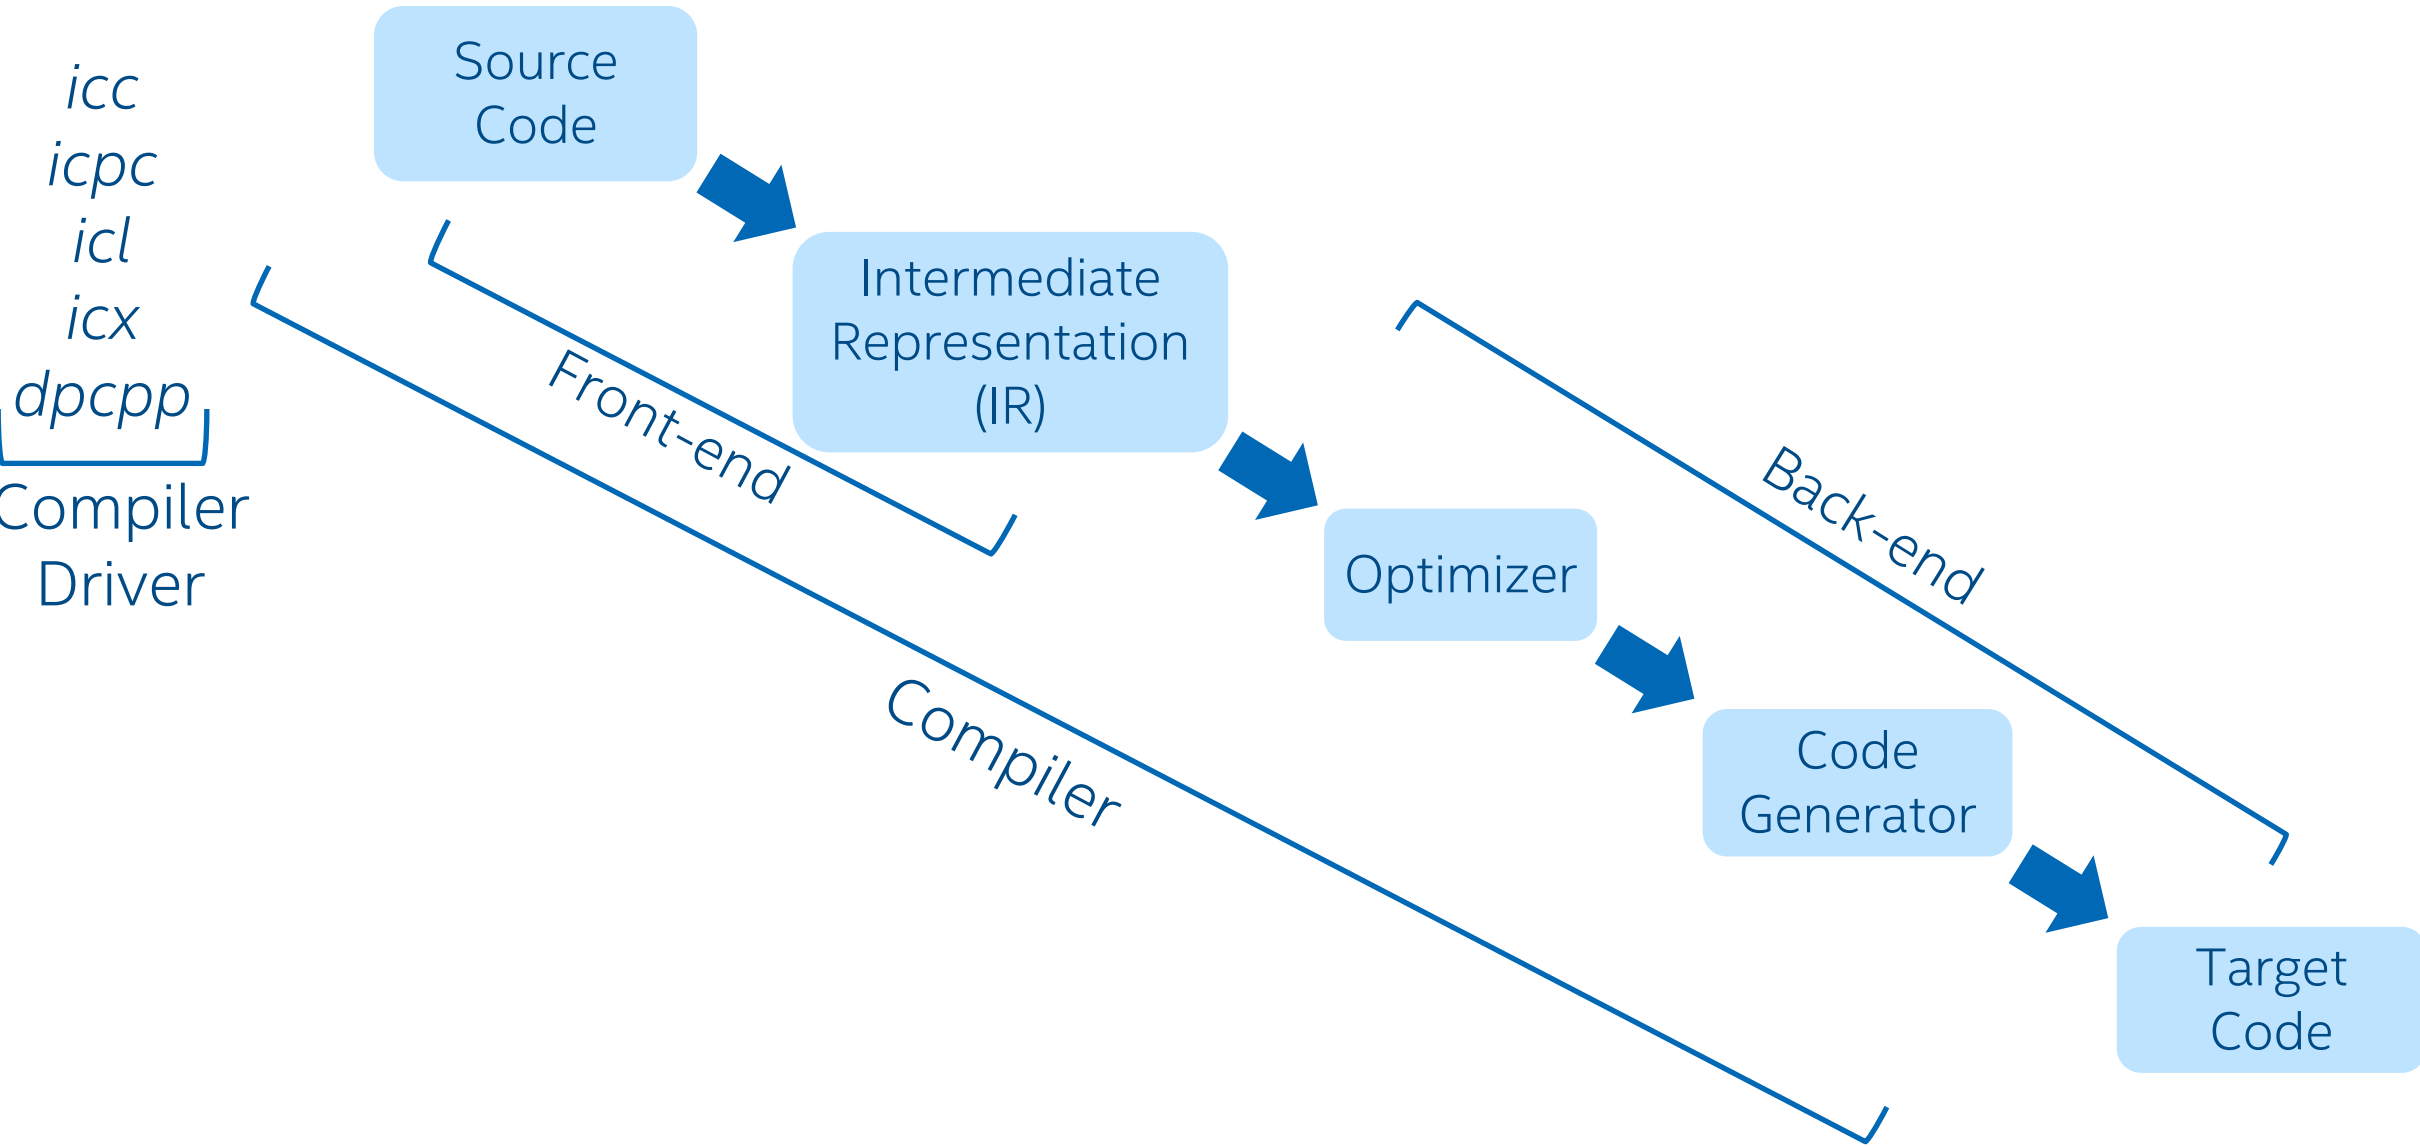 icc
icpc
icl
icx
dpcpp
Compiler
Driver
Source
Code
Intermediate
Representation
(IR)
Front-end
Back-end
Optimizer
Compiler
Code
Generator
Target
Code